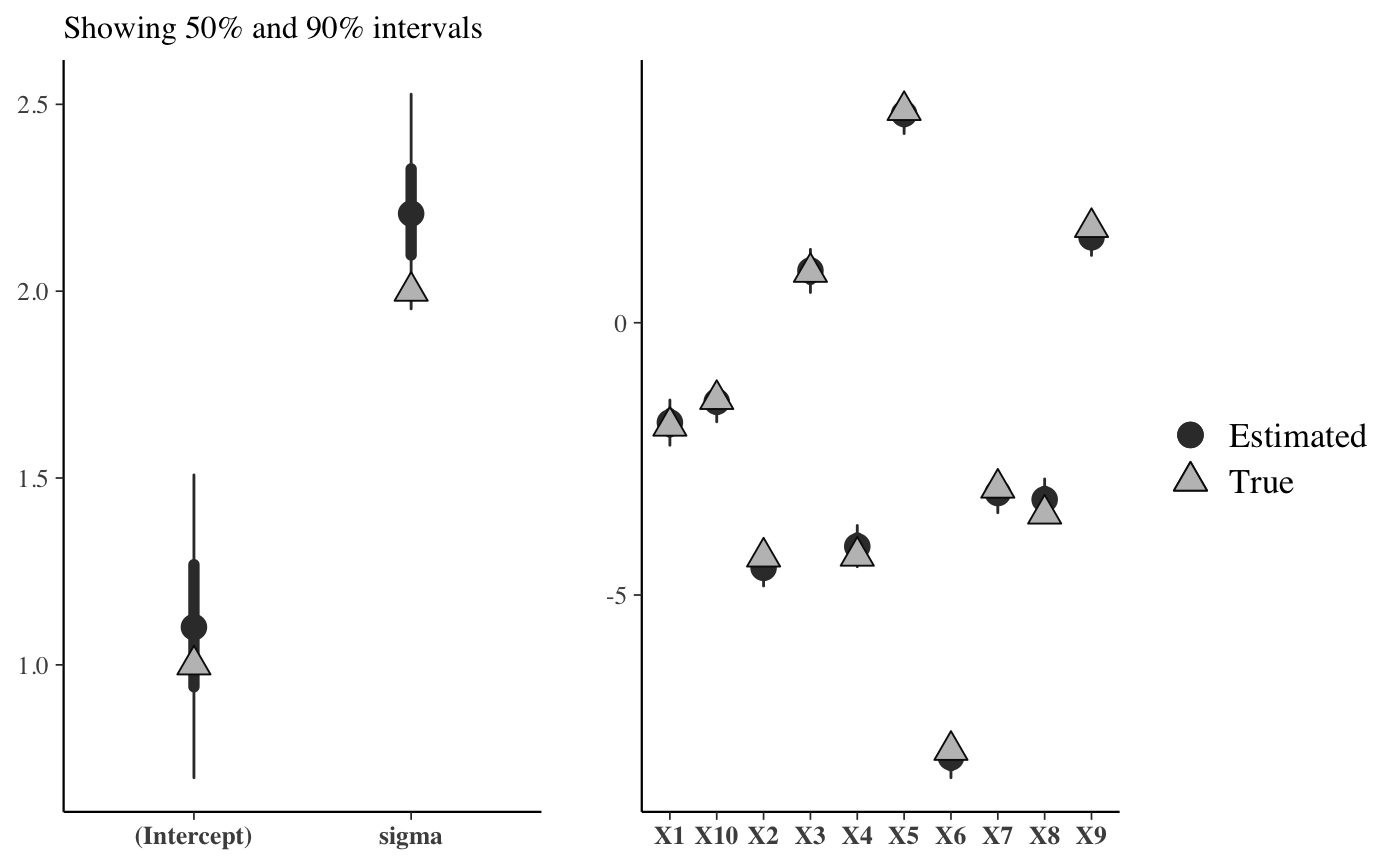 Showing 50% and 90% intervals
2.5
2.0
1.5
1.0
(Intercept) sigma
0
-5
X1 X10 X2 X3 X4 X5 X6 X7 X8 X9
Estimated
True